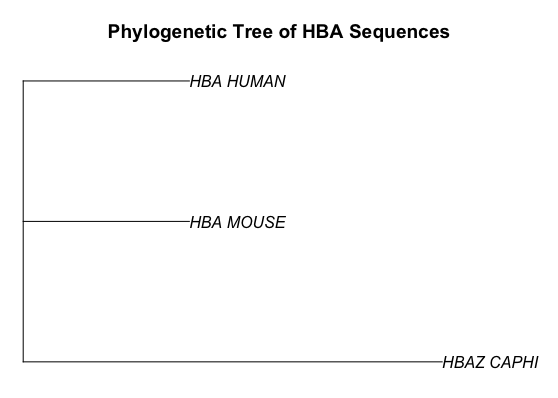 Phylogenetic Tree of HBA Sequences
HBA HUMAN
HBA MOUSE
HBAZ CAPHI